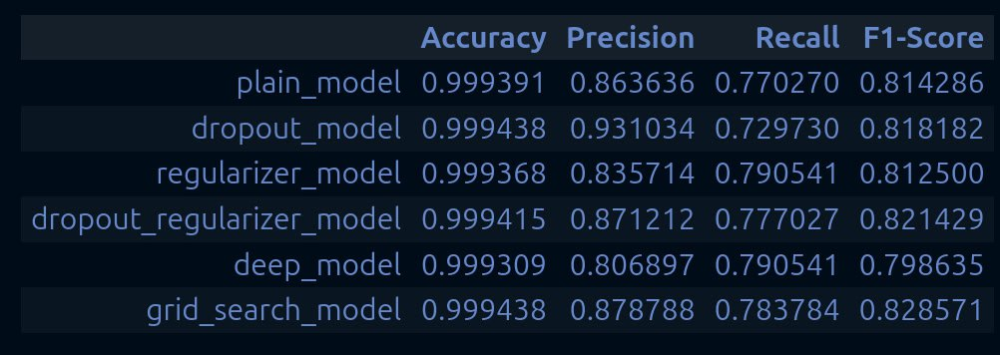 Accuracy Precision Recall F1-Score
plain_model 0.999391 0.863636 0.770270 0.814286
dropout_model 0.999438 0.931034 0.729730 0.818182
regularizer_model 0.999368 0.835714 0.790541 0.812500
dropout_regularizer_model 0.999415 0.871212 0.777027 0.821429
deep_model 0.999309 0.806897 0.790541 0.798635
grid_search_model 0.999438 0.878788 0.783784 0.828571